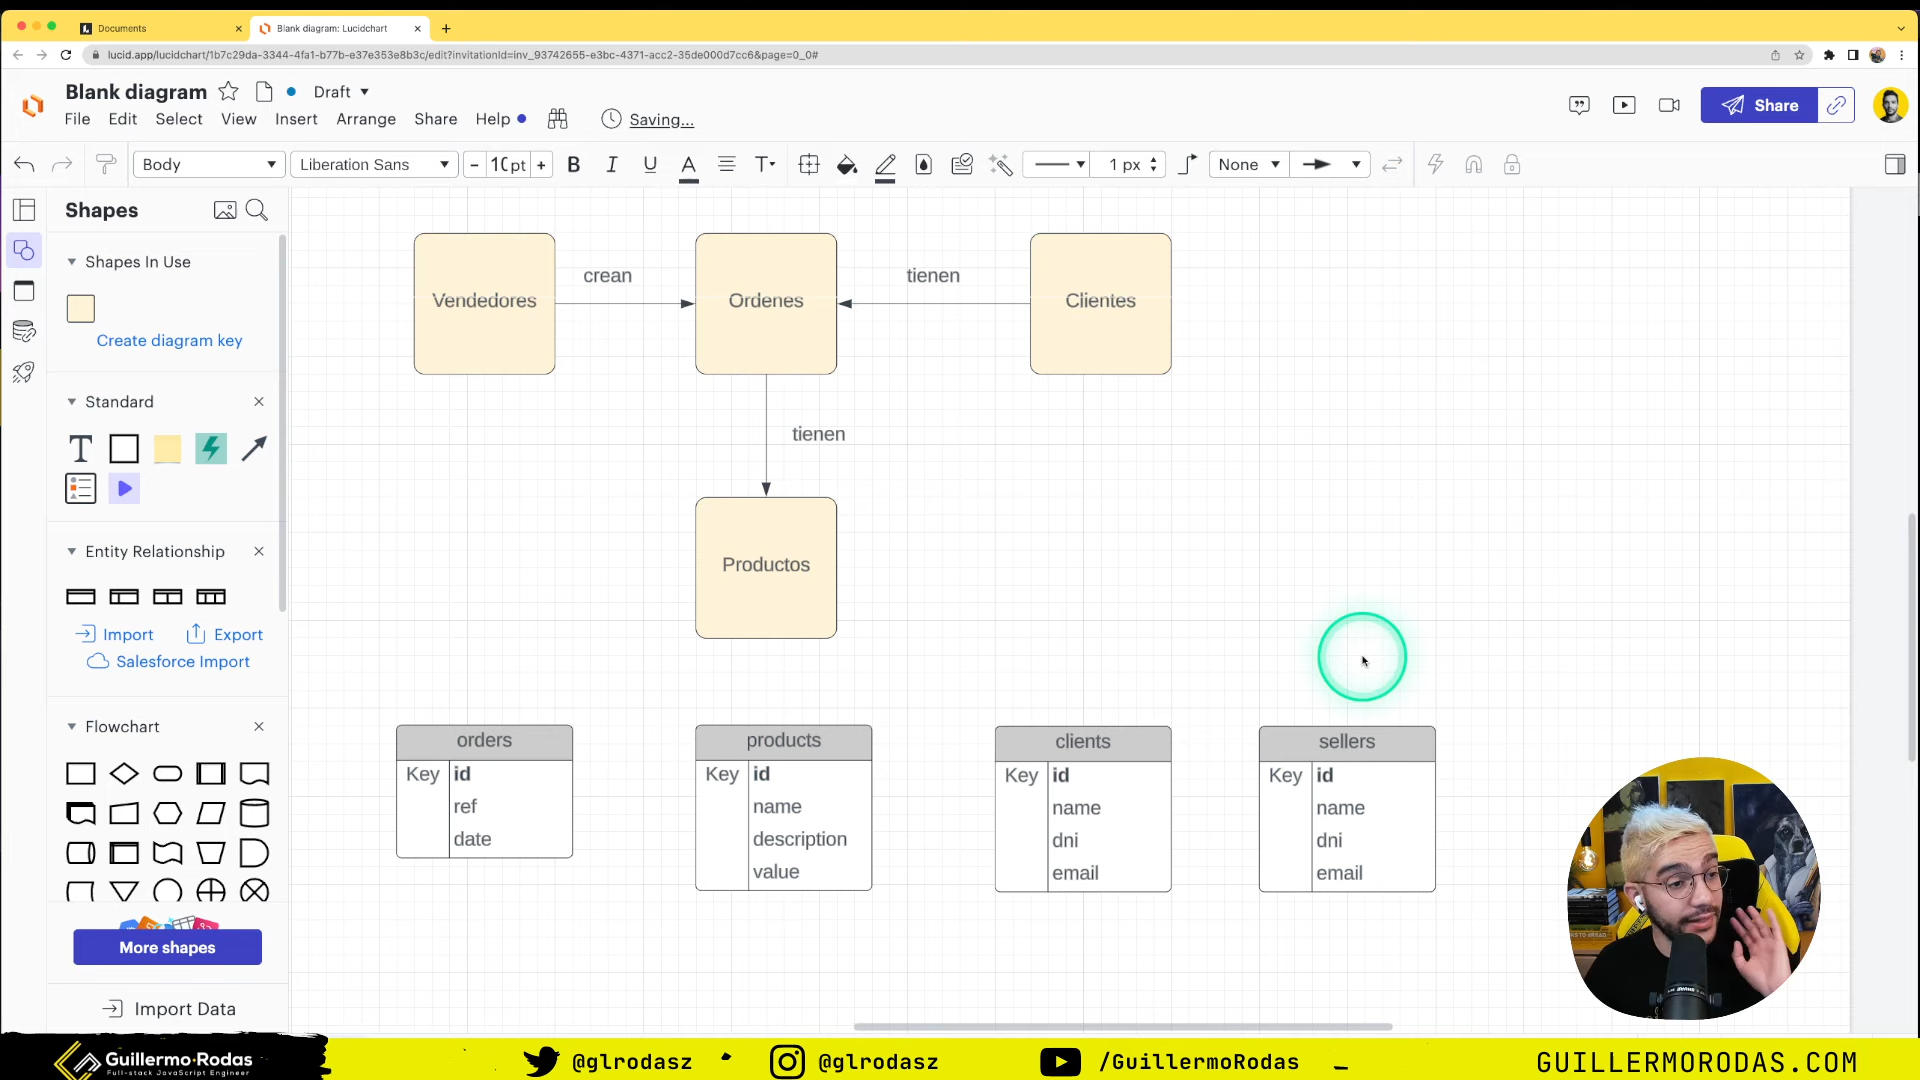 Documents
Blank diagram: Lucidchart
lucid.app/lucidchart/1b7c29da-3344-4fa1-b77b-e37e353e8b3c/edit?invitationId=inv_93742655-e3bc-4371-acc2-35de000d7cc6&page=0_0#
Blank diagram
Draft
File Edit Select View Insert Arrange Share Help
Saving...
Share
Body
Liberation Sans
10 pt
1 px
None
Shapes
Shapes In Use
Create diagram key
Standard
Entity Relationship
Import
Export
Salesforce Import
Flowchart
More shapes
Import Data
Vendedores
crean
Ordenes
tienen
Clientes
tienen
Productos
orders
Key id
ref
date
products
Key id
name
description
value
clients
Key id
name
dni
email
sellers
Key id
name
dni
email
Guillermo Rodas
Full-stack JavaScript Engineer
@glrodasz
@glrodasz
/GuillermoRodas
GUILLERMORODAS.COM